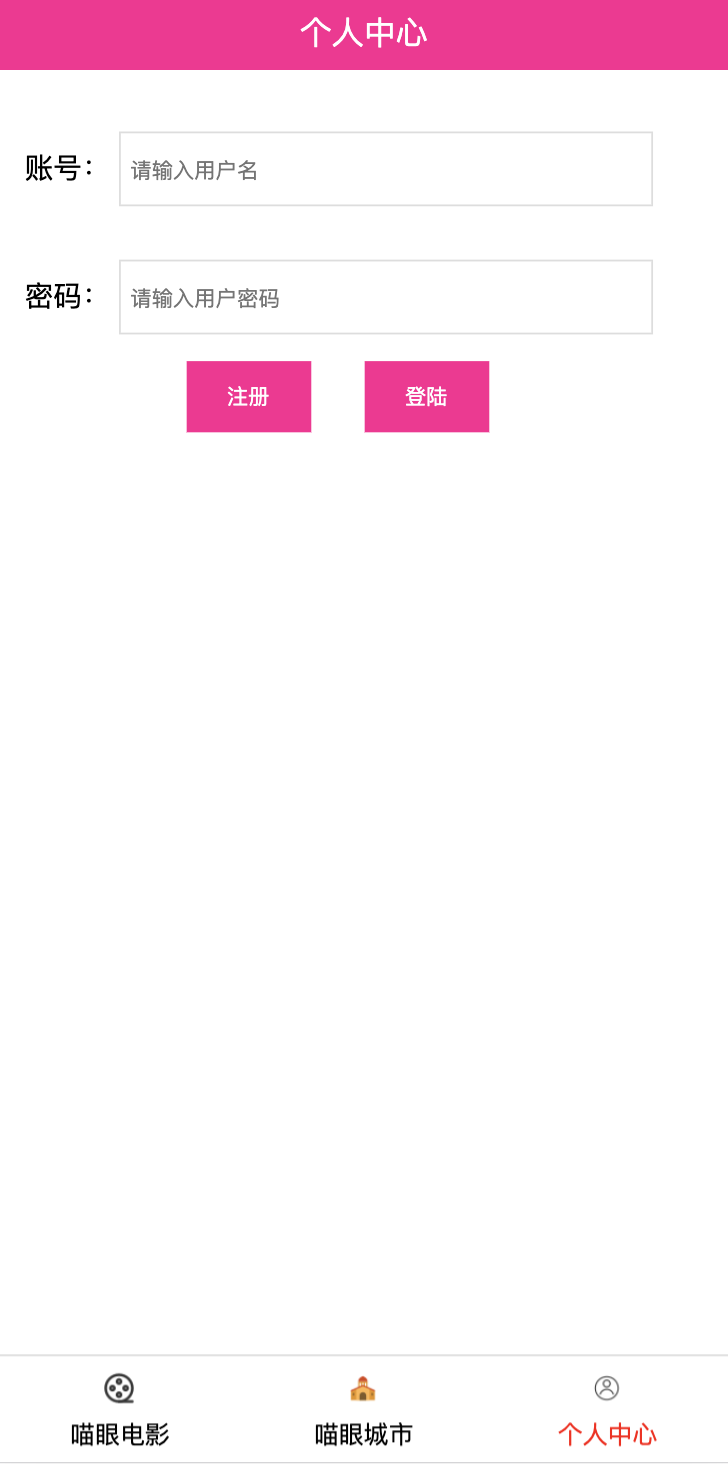 个人中心
账号：
请输入用户名
密码：
请输入用户密码
注册 登陆
喵眼电影 喵眼城市 个人中心